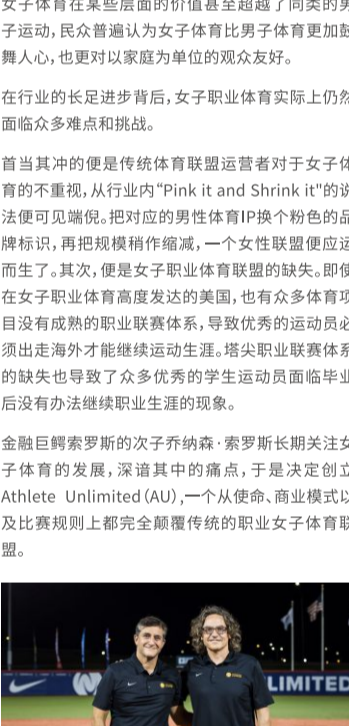 女子体育在某些层面的价值甚至超越了同类的男
子运动，民众普遍认为女子体育比男子体育更加鼓
舞人心，也更对以家庭为单位的观众友好。
在行业的长足进步背后，女子职业体育实际上仍然
面临众多难点和挑战。
首当其冲的便是传统体育联盟运营者对于女子体
育的不重视，从行业内“Pink it and Shrink it"的说
法便可见端倪。把对应的男性体育IP换个粉色的品
牌标识，再把规模稍作缩减，一个女性联盟便应运
而生了。其次，便是女子职业体育联盟的缺失。即使
在女子职业体育高度发达的美国，也有众多体育项
目没有成熟的职业联赛体系，导致优秀的运动员必
须出走海外才能继续运动生涯。塔尖职业联赛体系
的缺失也导致了众多优秀的学生运动员面临毕业
后没有办法继续职业生涯的现象。
金融巨鳄索罗斯的次子乔纳森·索罗斯长期关注女
子体育的发展，深谙其中的痛点，于是决定创立
Athlete Unlimited（AU），一个从使命、商业模式以
及比赛规则上都完全颠覆传统的职业女子体育联
盟。
LIMITED